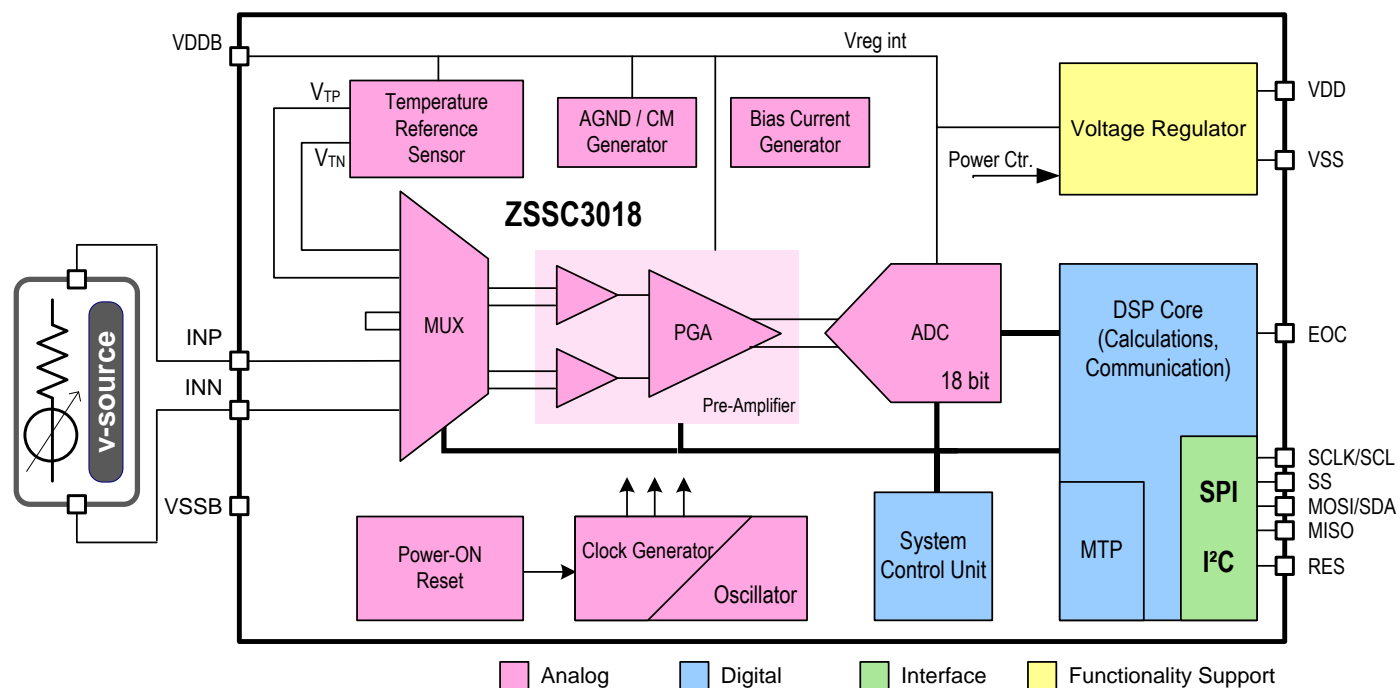 VDDB
Vreg int
VTP
Temperature
Reference
Sensor
VTN
AGND / CM
Generator
Bias Current
Generator
Voltage Regulator
VDD
VSS
Power Ctr.
ZSSC3018
MUX
PGA
Pre-Amplifier
ADC
18 bit
DSP Core
(Calculations,
Communication)
EOC
v-source
INP
INN
VSSB
Power-ON
Reset
Clock Generator
Oscillator
System
Control Unit
MTP
SPI
I²C
SCLK/SCL
SS
MOSI/SDA
MISO
RES
Analog
Digital
Interface
Functionality Support